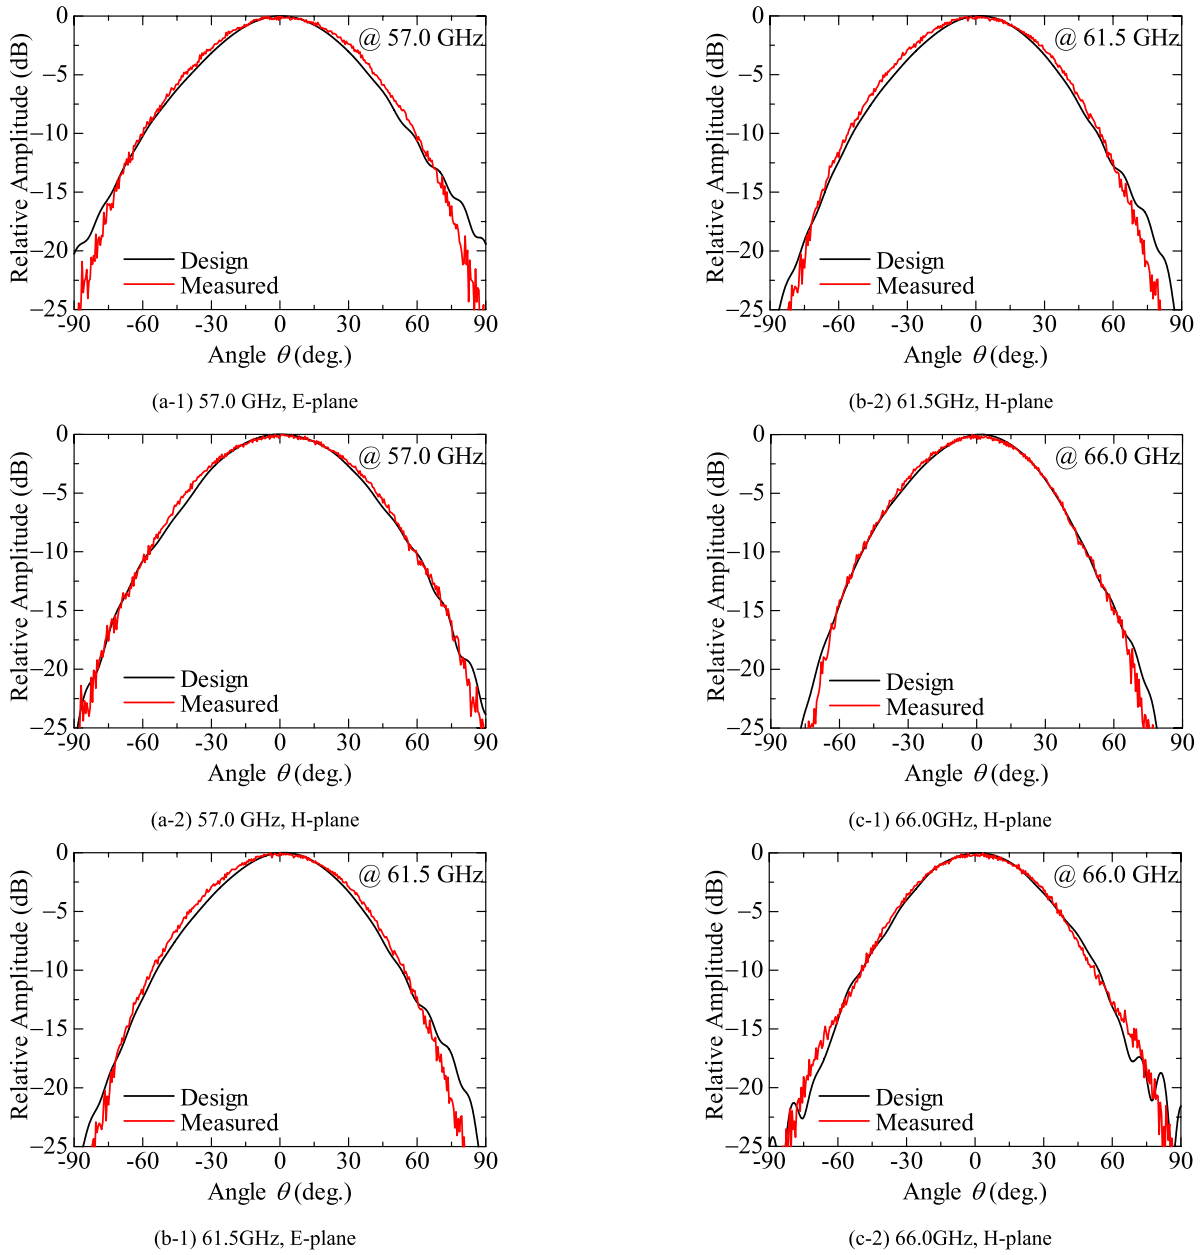 0
−5
−10
−15
−20
−25
Relative Amplitude (dB)
@ 57.0 GHz
Design
Measured
-90 -60 -30 0 30 60 90
Angle θ (deg.)
(a-1) 57.0 GHz, E-plane
0
−5
−10
−15
−20
−25
Relative Amplitude (dB)
@ 61.5 GHz
Design
Measured
-90 -60 -30 0 30 60 90
Angle θ (deg.)
(b-2) 61.5GHz, H-plane
0
−5
−10
−15
−20
−25
Relative Amplitude (dB)
@ 57.0 GHz
Design
Measured
-90 -60 -30 0 30 60 90
Angle θ (deg.)
(a-2) 57.0 GHz, H-plane
0
−5
−10
−15
−20
−25
Relative Amplitude (dB)
@ 66.0 GHz
Design
Measured
-90 -60 -30 0 30 60 90
Angle θ (deg.)
(c-1) 66.0GHz, H-plane
0
−5
−10
−15
−20
−25
Relative Amplitude (dB)
@ 61.5 GHz
Design
Measured
-90 -60 -30 0 30 60 90
Angle θ (deg.)
(b-1) 61.5GHz, E-plane
0
−5
−10
−15
−20
−25
Relative Amplitude (dB)
@ 66.0 GHz
Design
Measured
-90 -60 -30 0 30 60 90
Angle θ (deg.)
(c-2) 66.0GHz, H-plane